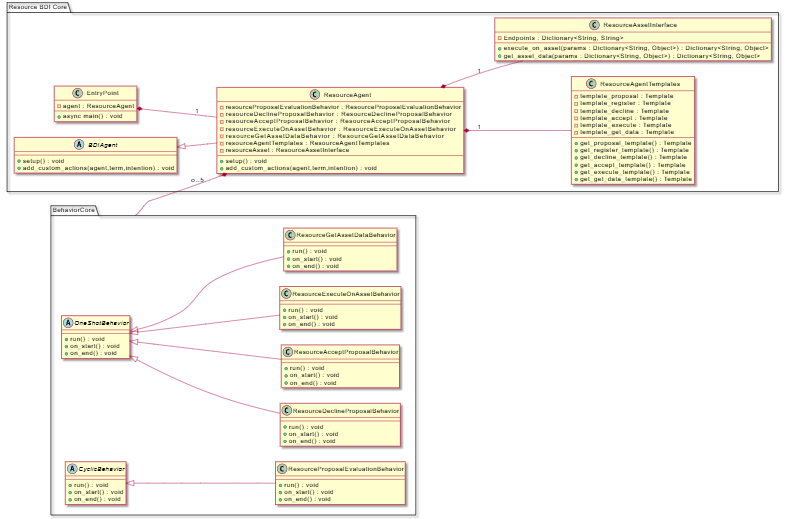 Resource BDI Core
C ResourceAssetInterface
Endpoints : Dictionary<String, String>
execute_on_asset(params : Dictionary<String, Object>) : Dictionary<String, Object>
get_asset_data(params : Dictionary<String, Object>) : Dictionary<String, Object>
1
C EntryPoint
agent : ResourceAgent
async main() : void
1
C ResourceAgent
resourceProposalEvaluationBehavior : ResourceProposalEvaluationBehavior
resourceDeclineProposalBehavior : ResourceDeclineProposalBehavior
resourceAcceptProposalBehavior : ResourceAcceptProposalBehavior
resourceExecuteOnAssetBehavior : ResourceExecuteOnAssetBehavior
resourceGetAssetDataBehavior : ResourceGetAssetDataBehavior
resourceAgentTemplates : ResourceAgentTemplates
resourceAsset : ResourceAssetInterface
setup() : void
add_custom_actions(agent,term,intention) : void
1
C ResourceAgentTemplates
template_proposal : Template
template_register : Template
template_decline : Template
template_accept : Template
template_execute : Template
template_get_data : Template
get_proposal_template() : Template
get_register_template() : Template
get_decline_template() : Template
get_accept_template() : Template
get_execute_template() : Template
get_get_data_template() : Template
A BDIAgent
setup() : void
add_custom_actions(agent,term,intention) : void
0..5
BehaviorCore
C ResourceGetAssetDataBehavior
run() : void
on_start() : void
on_end() : void
C ResourceExecuteOnAssetBehavior
run() : void
on_start() : void
on_end() : void
A OneShotBehavior
run() : void
on_start() : void
on_end() : void
C ResourceAcceptProposalBehavior
run() : void
on_start() : void
on_end() : void
C ResourceDeclineProposalBehavior
run() : void
on_start() : void
on_end() : void
A CyclicBehavior
run() : void
on_start() : void
on_end() : void
C ResourceProposalEvaluationBehavior
run() : void
on_start() : void
on_end() : void